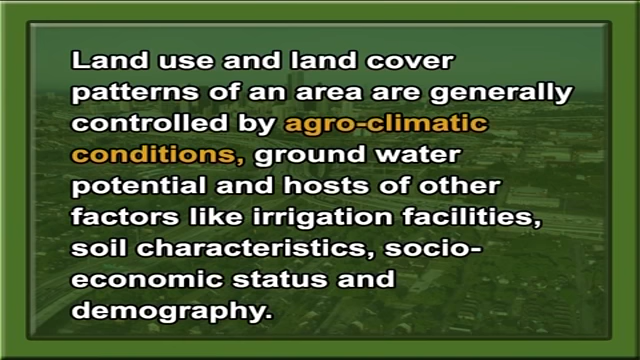 Land use and land cover
patterns of an area are generally
controlled by agro-climatic
conditions, ground water
potential and hosts of other
factors like irrigation facilities,
soil characteristics, socio-
economic status and
demography.